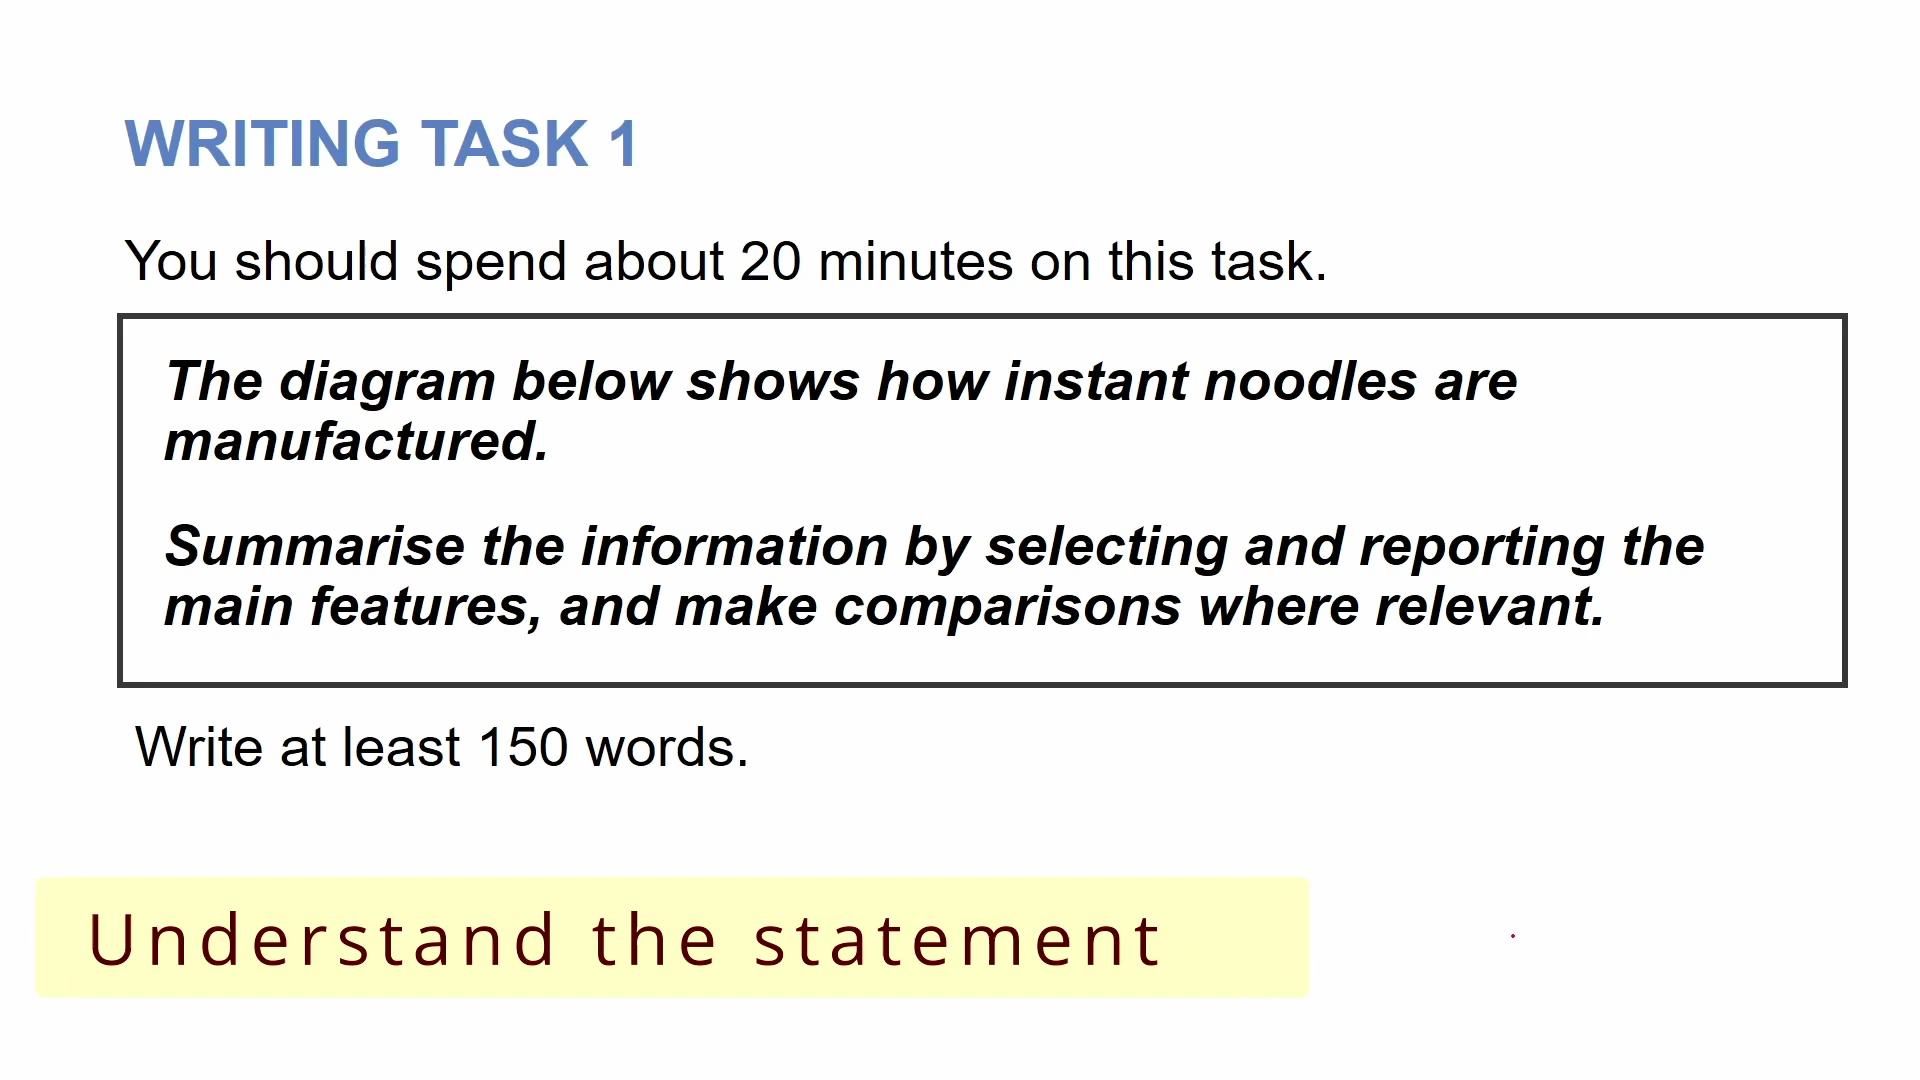 WRITING TASK 1
You should spend about 20 minutes on this task.
The diagram below shows how instant noodles are
manufactured.
Summarise the information by selecting and reporting the
main features, and make comparisons where relevant.
Write at least 150 words.
Understand the statement